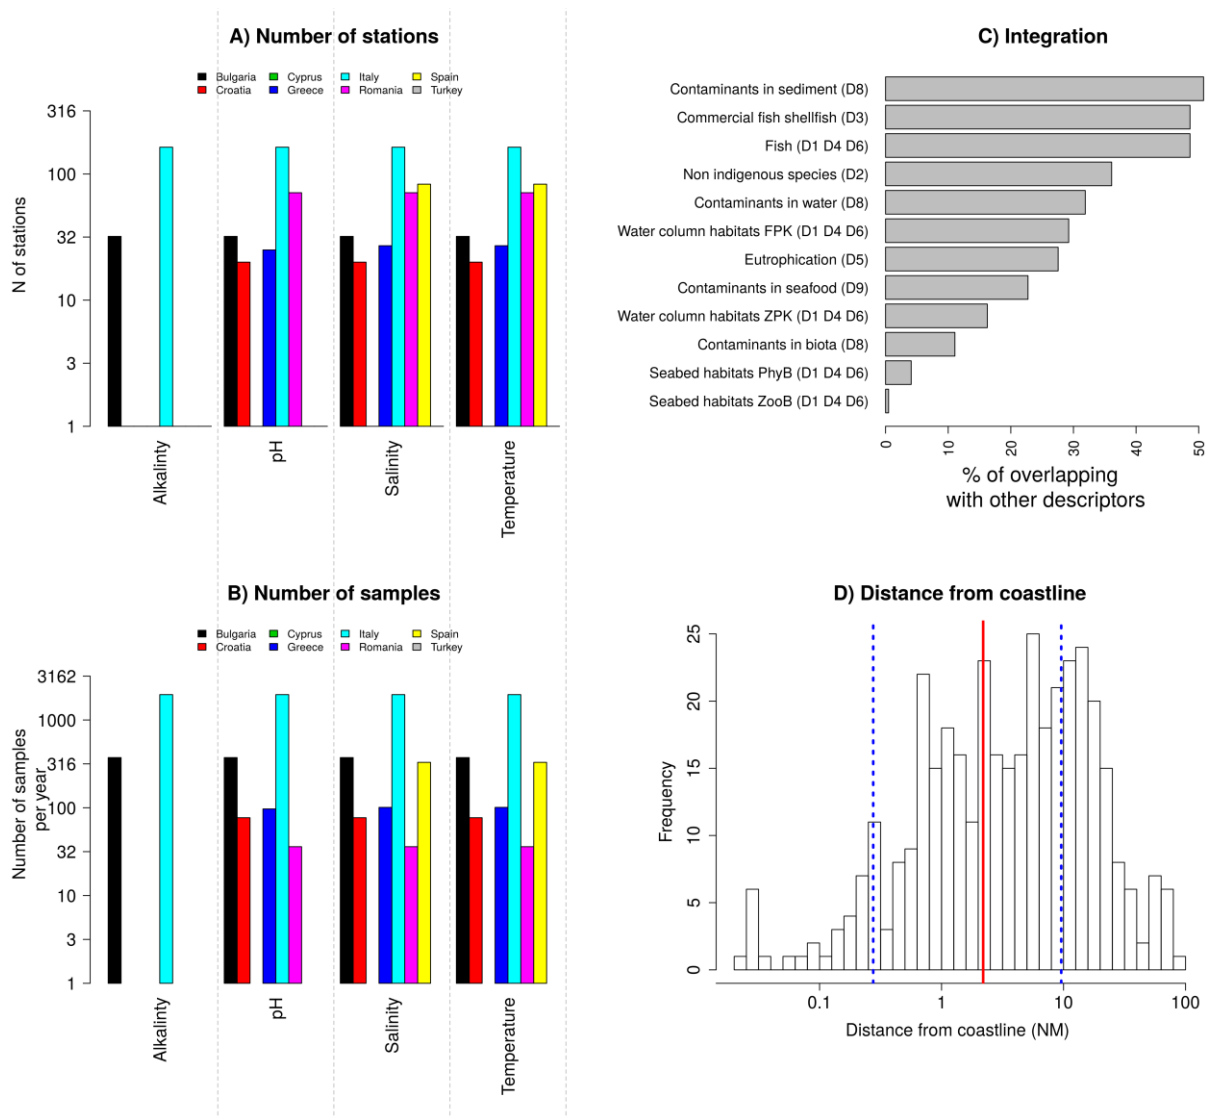 A) Number of stations
Bulgaria Cyprus Italy Spain
Croatia Greece Romania Turkey
N of stations
316
100
32
10
3
1
Alkalinty
pH
Salinity
Temperature
C) Integration
Contaminants in sediment (D8)
Commercial fish shellfish (D3)
Fish (D1 D4 D6)
Non indigenous species (D2)
Contaminants in water (D8)
Water column habitats FPK (D1 D4 D6)
Eutrophication (D5)
Contaminants in seafood (D9)
Water column habitats ZPK (D1 D4 D6)
Contaminants in biota (D8)
Seabed habitats PhyB (D1 D4 D6)
Seabed habitats ZooB (D1 D4 D6)
0 10 20 30 40 50
% of overlapping
with other descriptors
B) Number of samples
Bulgaria Cyprus Italy Spain
Croatia Greece Romania Turkey
Number of samples
per year
3162
1000
316
100
32
10
3
1
Alkalinty
pH
Salinity
Temperature
D) Distance from coastline
Frequency
25
20
15
10
5
0
0.1 1 10 100
Distance from coastline (NM)